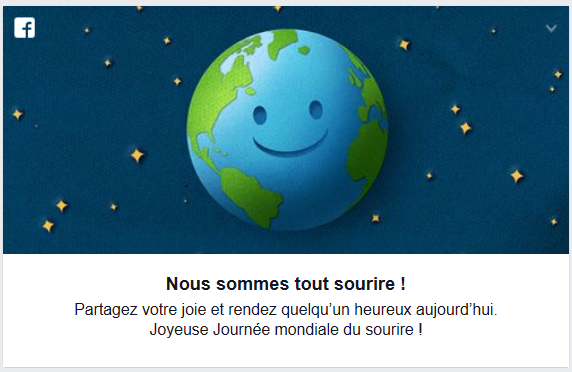 Nous sommes tout sourire !
Partagez votre joie et rendez quelqu’un heureux aujourd’hui.
Joyeuse Journée mondiale du sourire !